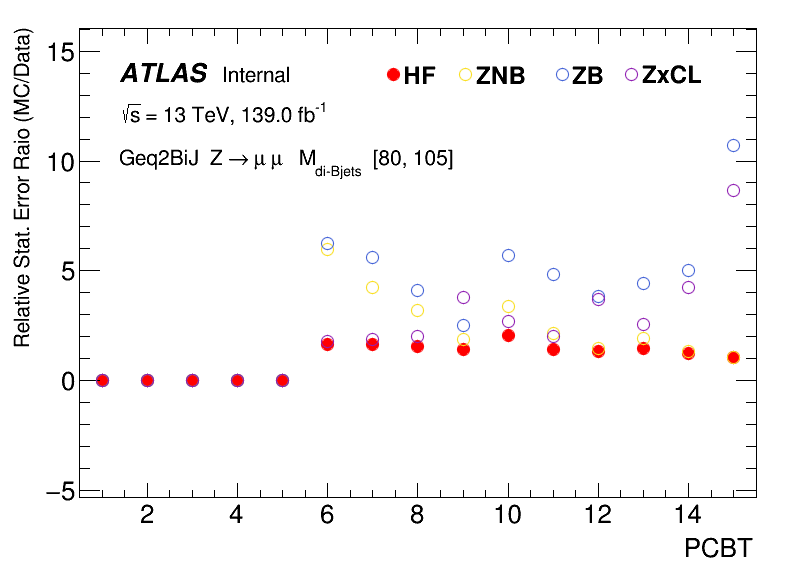 Relative Stat. Error Raio (MC/Data)
15
10
5
0
−5
ATLAS Internal
HF ZNB ZB ZxCL
√s = 13 TeV, 139.0 fb⁻¹
Geq2BiJ Z → μ μ M_di-Bjets [80, 105]
2 4 6 8 10 12 14
PCBT